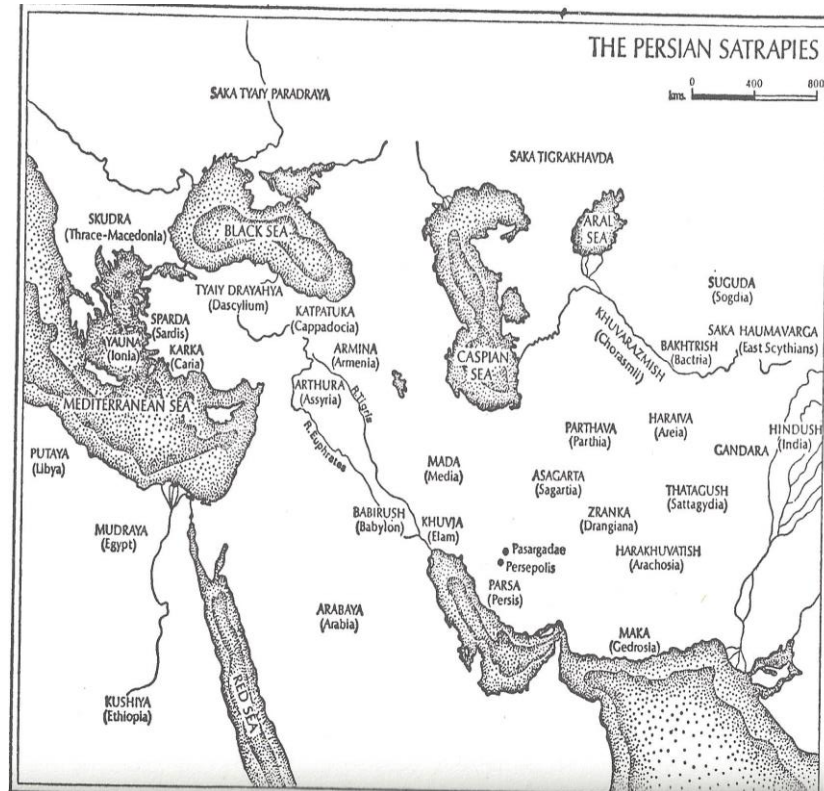 THE PERSIAN SATRAPIES
0 400 800
kms.
SAKA TYAIY PARADRAYA
SAKA TIGRAKHAVDA
SKUDRA
(Thrace-Macedonia)
BLACK SEA
ARAL
SEA
SUGUDA
(Sogdia)
TYAIY DRAYAHYA
(Dascylium)
KATPATUKA
(Cappadocia)
SPARDA
(Sardis)
YAUNA
(Ionia)
KARKA
(Caria)
ARMINA
(Armenia)
CASPIAN
SEA
KHUVARAZMISH
(Chorasmli)
BAKHTRISH
(Bactria)
SAKA HAUMAVARGA
(East Scythians)
ARTHURA
(Assyria)
R.Tigris
R.Euphrates
MEDITERRANEAN SEA
PARTHAVA
(Parthia)
HARAIVA
(Areia)
HINDUSH
(India)
GANDARA
PUTAYA
(Libya)
MADA
(Media)
ASAGARTA
(Sagartia)
THATAGUSH
(Sattagydia)
ZRANKA
(Drangiana)
MUDRAYA
(Egypt)
BABIRUSH
(Babylon)
KHUVJA
(Elam)
Pasargadae
Persepolis
HARAKHUVATISH
(Arachosia)
PARSA
(Persis)
ARABAYA
(Arabia)
MAKA
(Gedrosia)
KUSHIYA
(Ethiopia)
RED SEA